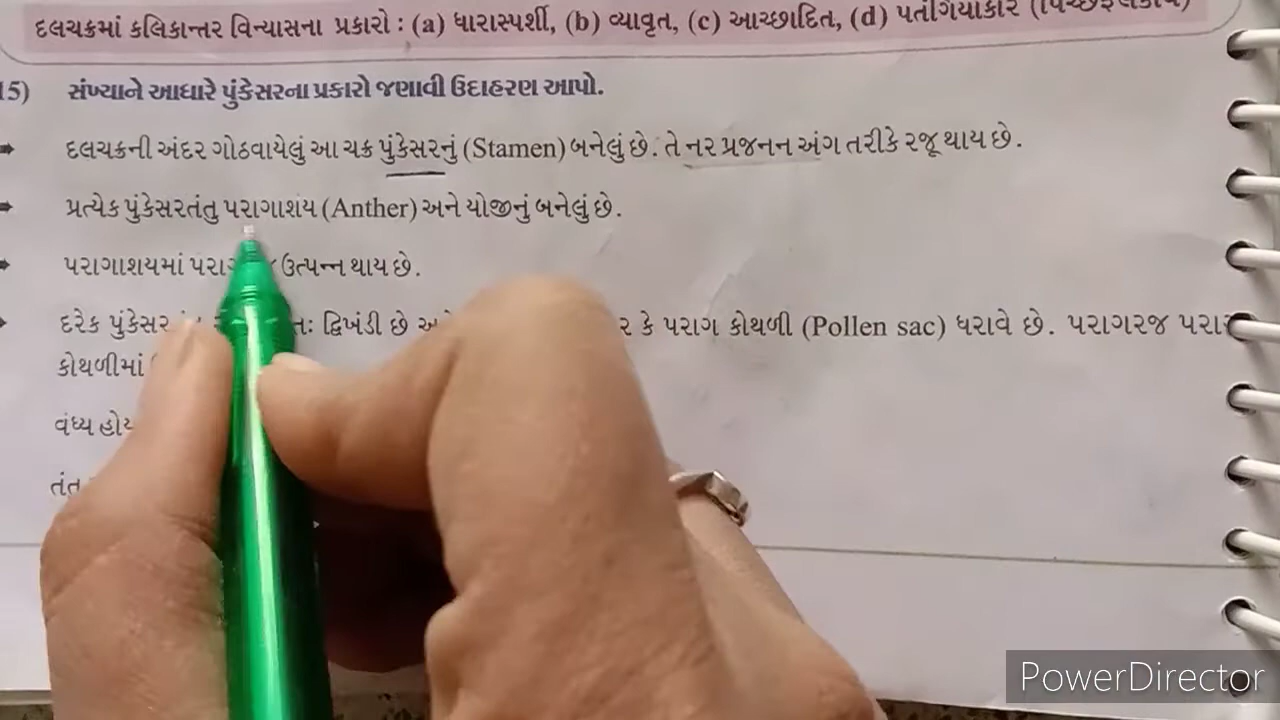 દલચક્રમાં કલિકાન્તર વિન્યાસના પ્રકારો : (a) ધારાસ્પર્શી, (b) વ્યાવૃત, (c) આચ્છાદિત, (d) પતંગિયાકાર
15) સંખ્યાને આધારે પુંકેસરના પ્રકારો જણાવી ઉદાહરણ આપો.
દલચક્રની અંદર ગોઠવાયેલું આ ચક્ર પુંકેસરનું (Stamen) બનેલું છે. તે નર પ્રજનન અંગ તરીકે રજૂ થાય છે.
પ્રત્યેક પુંકેસરતંતુ પરાગાશય (Anther) અને યોજીનું બનેલું છે.
પરાગાશયમાં ઉત્પન્ન થાય છે.
દરેક પુંકેસર દ્વિખંડી છે કે પરાગ કોથળી (Pollen sac) ધરાવે છે. પરાગરજ
કોથળીમાં
વંધ્ય
PowerDirector